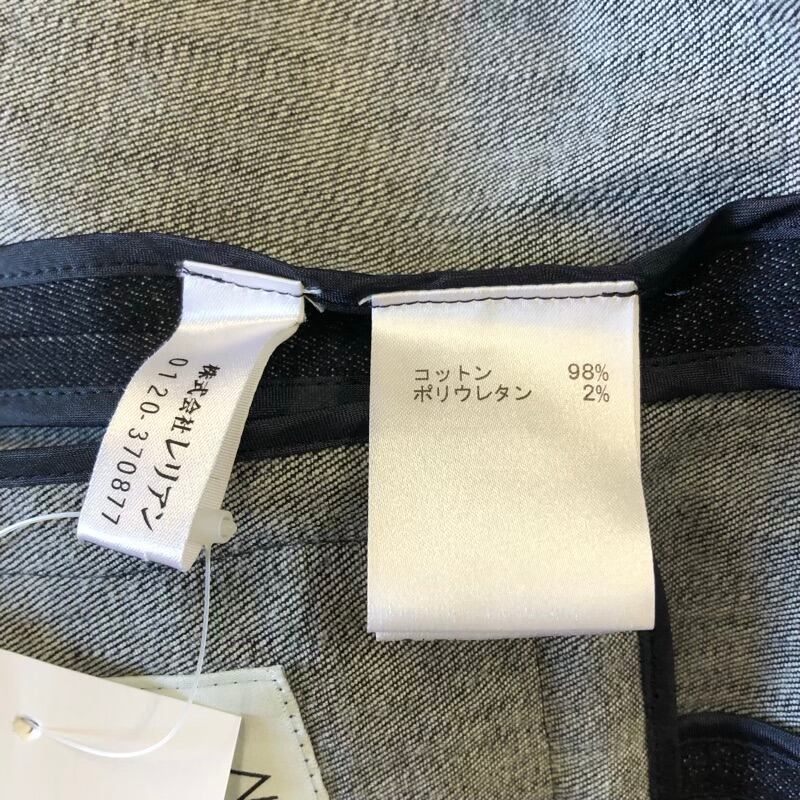 株式会社レリアン
0120-370877
コットン 98%
ポリウレタン 2%
N